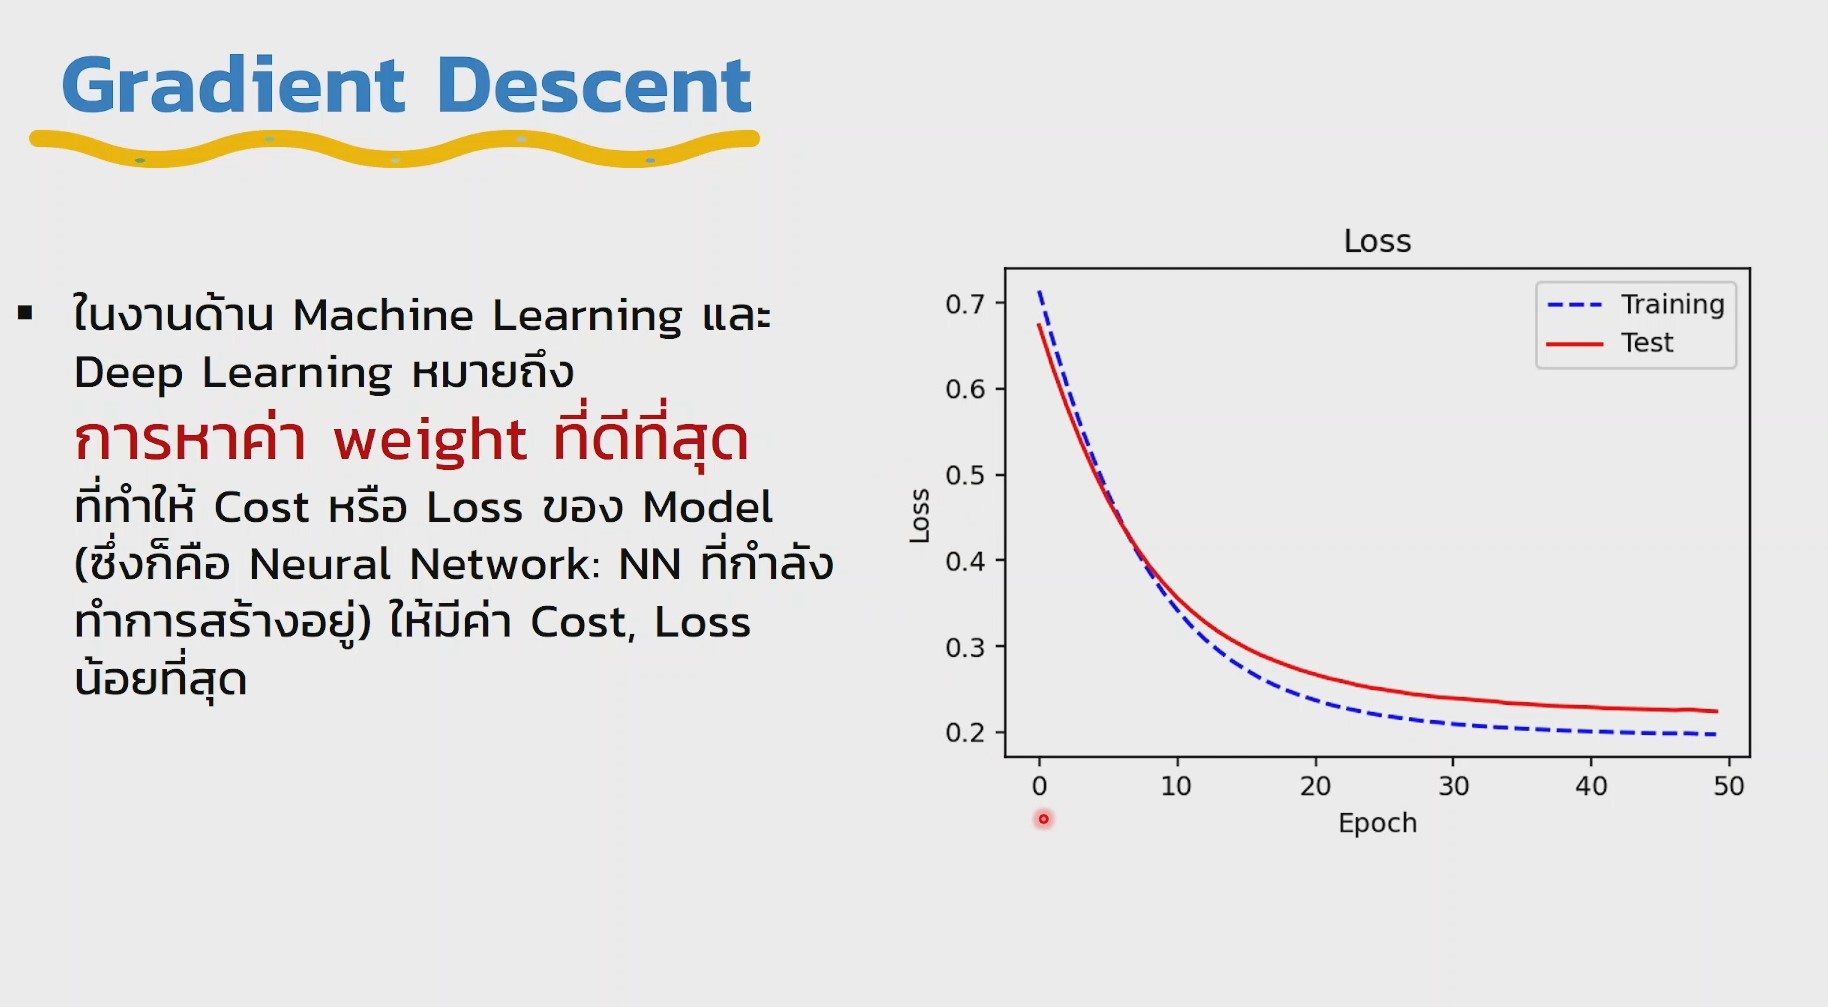 Gradient Descent
▪ ในงานด้าน Machine Learning และ
Deep Learning หมายถึง
การหาค่า weight ที่ดีที่สุด
ที่ทำให้ Cost หรือ Loss ของ Model
(ซึ่งก็คือ Neural Network: NN ที่กำลัง
ทำการสร้างอยู่) ให้มีค่า Cost, Loss
น้อยที่สุด
Loss
Training
Test
0.7
0.6
0.5
0.4
0.3
0.2
Loss
0 10 20 30 40 50
Epoch